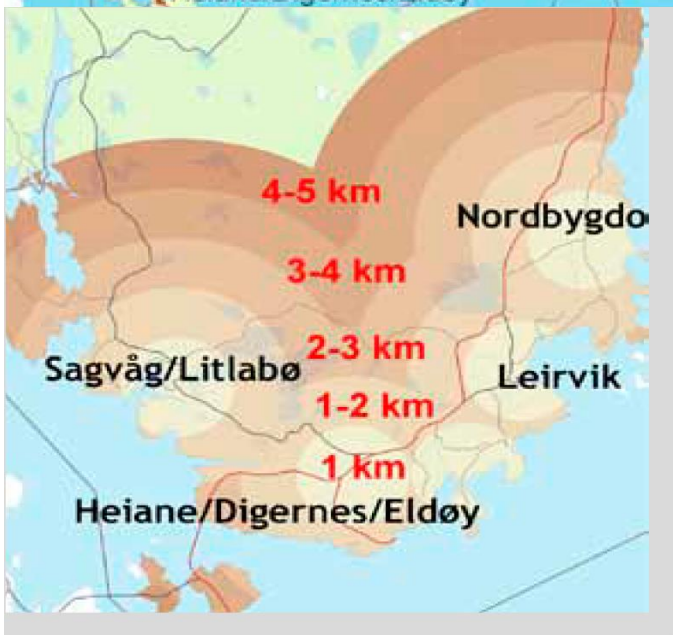 4-5 km
Nordbygdo
3-4 km
2-3 km
Sagvåg/Litlabø
Leirvik
1-2 km
1 km
Heiane/Digernes/Eldøy